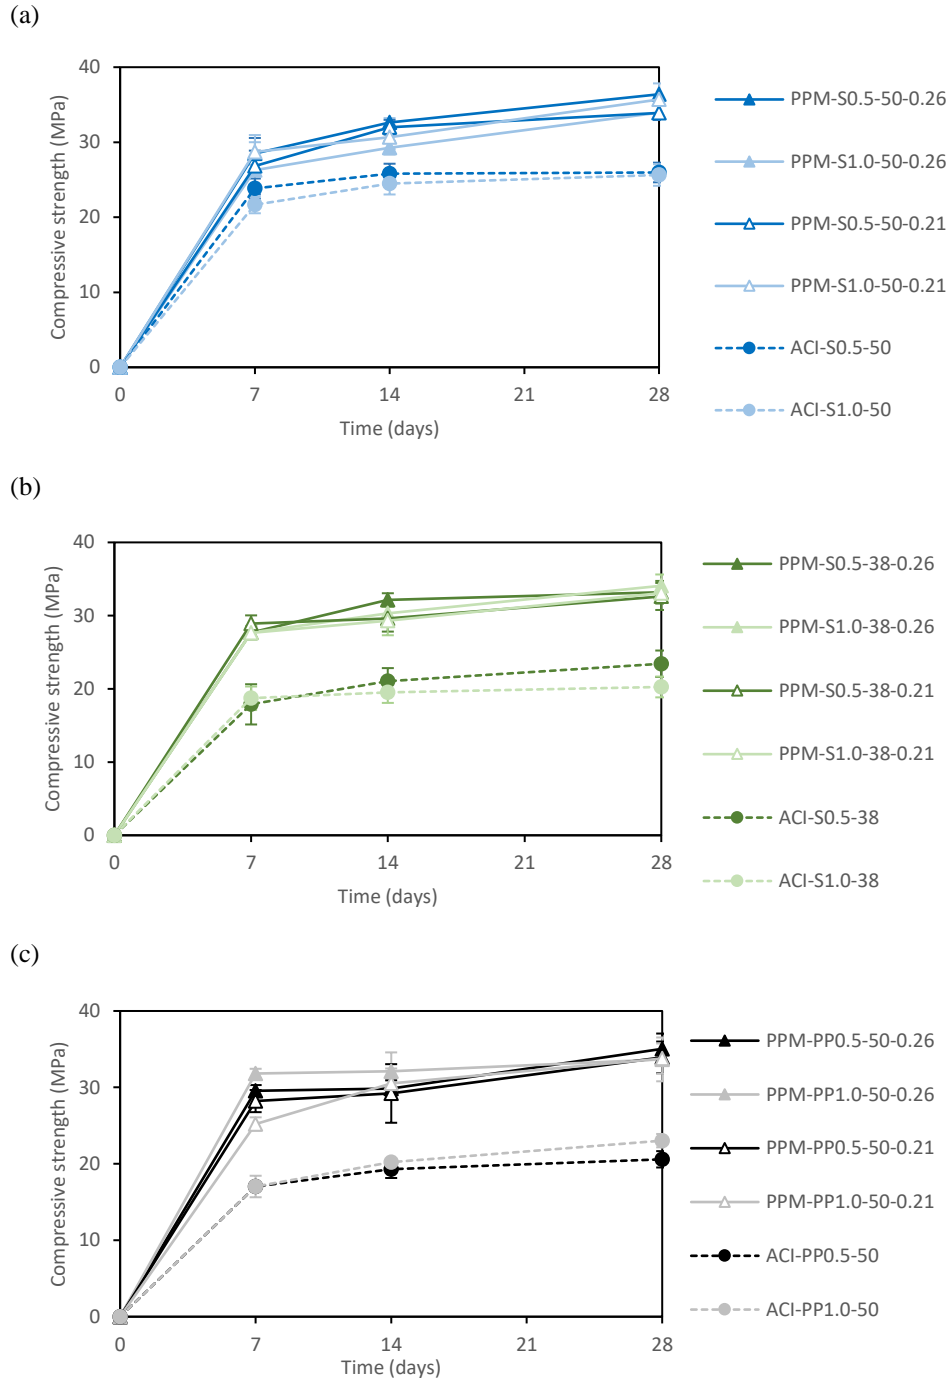 (a)
40
30
20
10
0
Compressive strength (MPa)
0 7 14 21 28
Time (days)
PPM-S0.5-50-0.26
PPM-S1.0-50-0.26
PPM-S0.5-50-0.21
PPM-S1.0-50-0.21
ACI-S0.5-50
ACI-S1.0-50
(b)
40
30
20
10
0
Compressive strength (MPa)
0 7 14 21 28
Time (days)
PPM-S0.5-38-0.26
PPM-S1.0-38-0.26
PPM-S0.5-38-0.21
PPM-S1.0-38-0.21
ACI-S0.5-38
ACI-S1.0-38
(c)
40
30
20
10
0
Compressive strength (MPa)
0 7 14 21 28
Time (days)
PPM-PP0.5-50-0.26
PPM-PP1.0-50-0.26
PPM-PP0.5-50-0.21
PPM-PP1.0-50-0.21
ACI-PP0.5-50
ACI-PP1.0-50